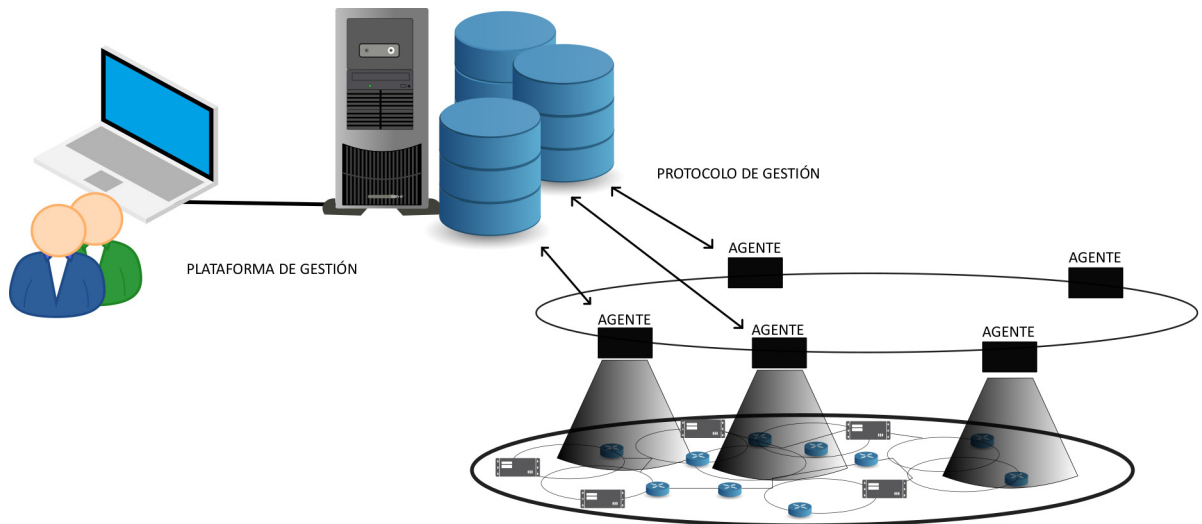 PROTOCOLO DE GESTIÓN
PLATAFORMA DE GESTIÓN
AGENTE
AGENTE
AGENTE
AGENTE
AGENTE